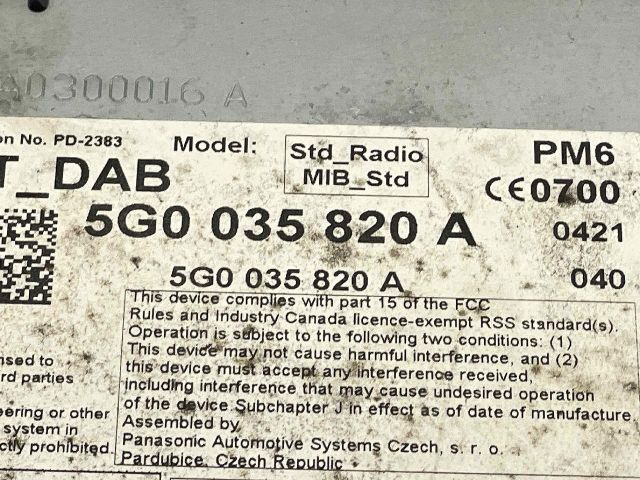 A0300016 A
on No. PD-2383
Model:
Std_Radio
MIB_Std
PM6
T_DAB
CE0700
5G0 035 820 A
0421
5G0 035 820 A
040
This device complies with part 15 of the FCC
Rules and Industry Canada licence-exempt RSS standard(s).
Operation is subject to the following two conditions: (1)
This device may not cause harmful interference, and (2)
this device must accept any interference received,
including interference that may cause undesired operation
of the device Subchapter J in effect as of date of manufacture.
Assembled by
Panasonic Automotive Systems Czech, s. r. o.
Pardubice, Czech Republic
nsed to
rd parties
eering or other
system in
ctly prohibited.